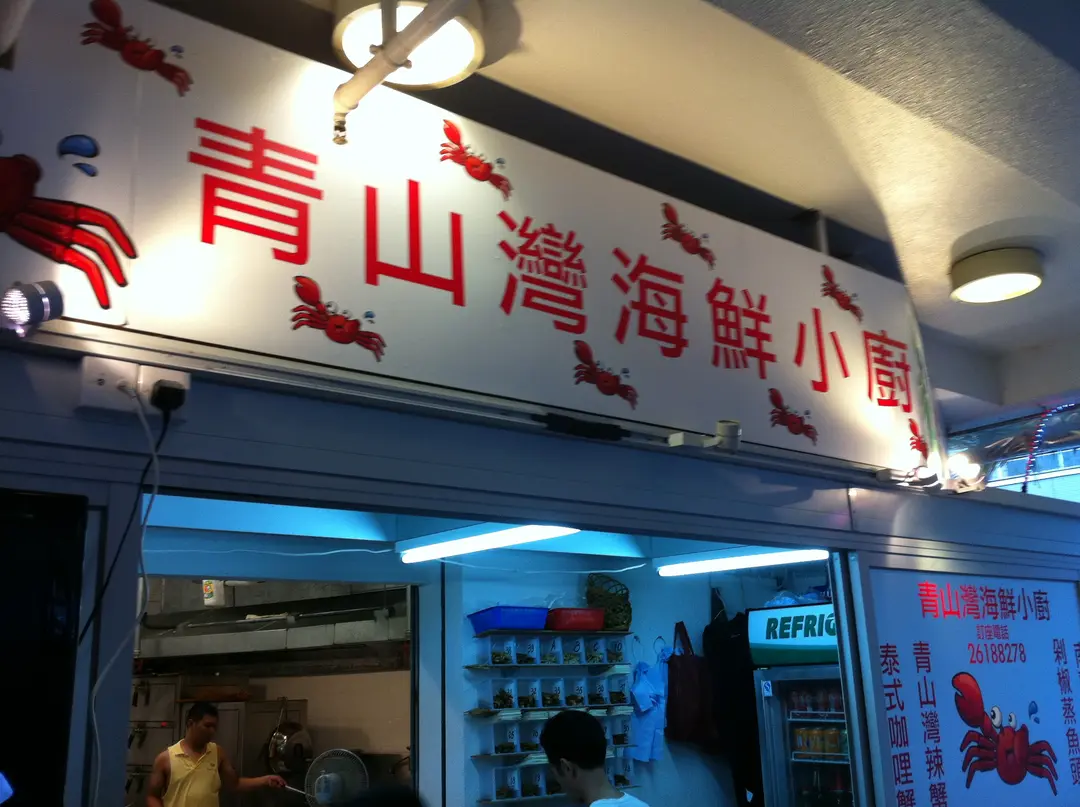 青山灣海鮮小廚
REFRIG
青山灣海鮮小廚
訂座電話
26188278
剁椒蒸魚頭
青山灣辣蟹
泰式咖哩蟹